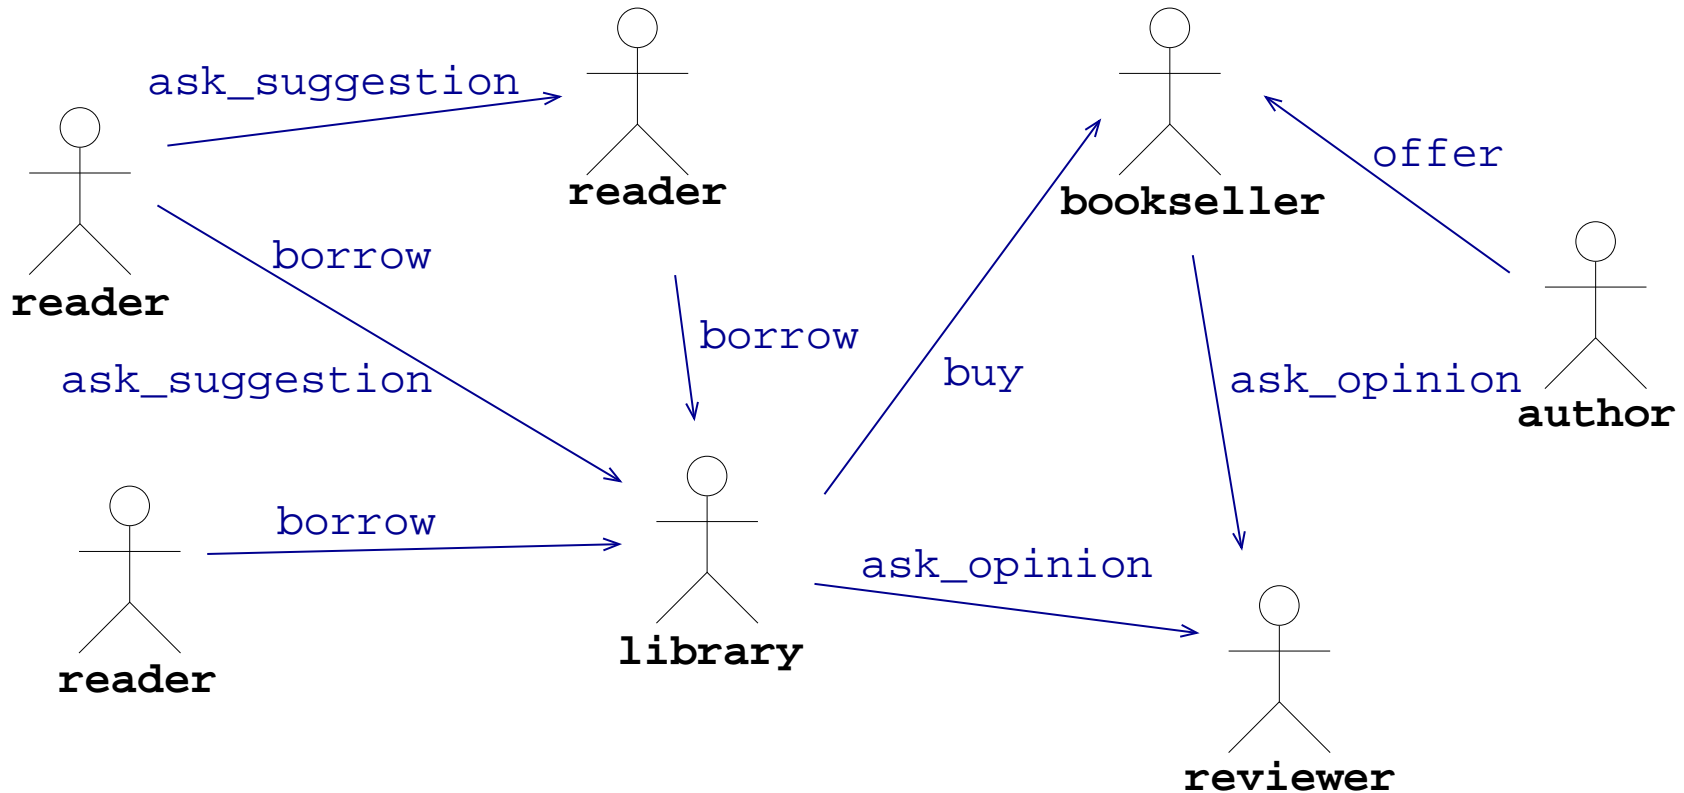 ask_suggestion
reader
bookseller
offer
reader
borrow
borrow
buy
ask_suggestion
ask_opinion
author
borrow
ask_opinion
library
reader
reviewer